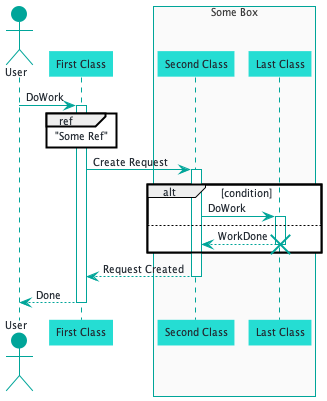 Some Box
User
First Class
Second Class
Last Class
DoWork
ref
"Some Ref"
Create Request
alt
[condition]
DoWork
WorkDone
Request Created
Done
User
First Class
Second Class
Last Class